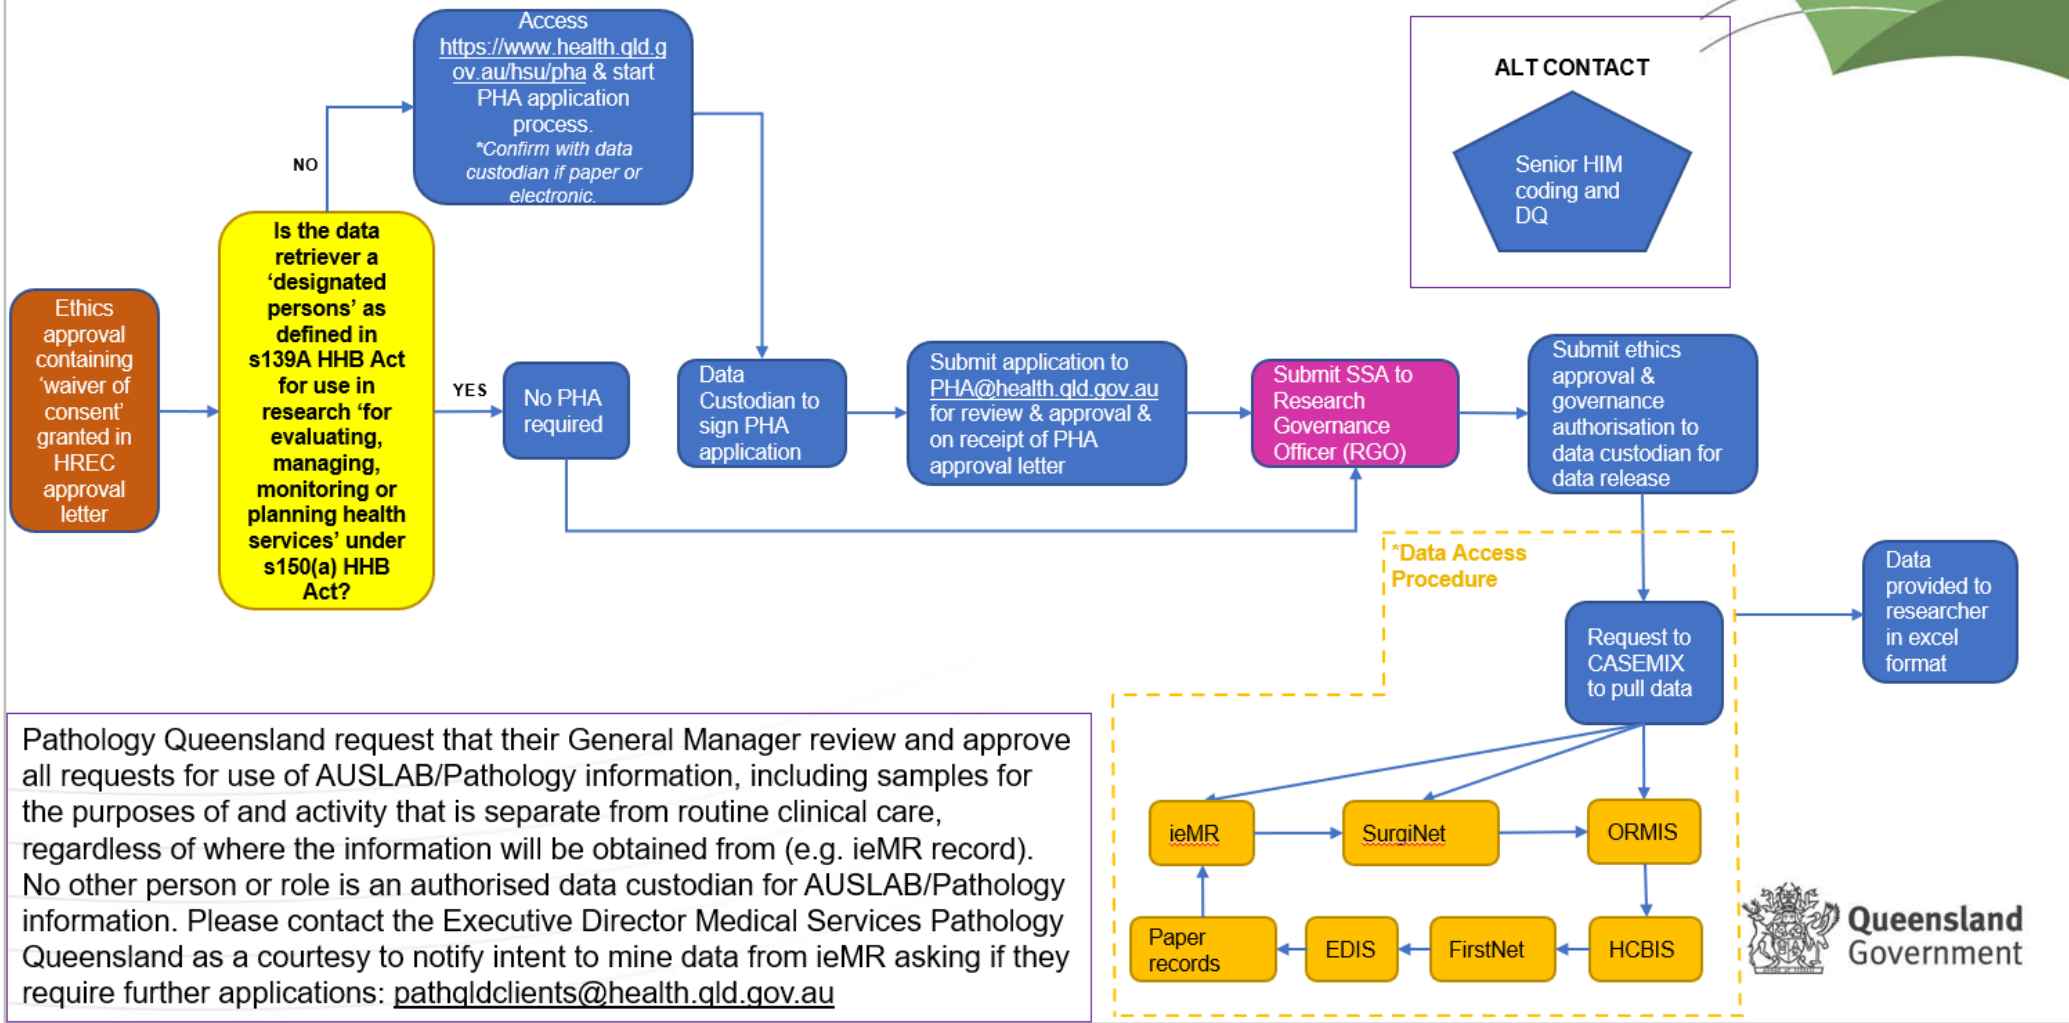 Access
https://www.health.qld.g
ov.au/hsu/pha & start
PHA application
process.
*Confirm with data
custodian if paper or
electronic.
ALT CONTACT
Senior HIM
coding and
DQ
NO
Is the data
retriever a
‘designated
persons’ as
defined in
s139A HHB Act
for use in
research ‘for
evaluating,
managing,
monitoring or
planning health
services’ under
s150(a) HHB
Act?
Ethics
approval
containing
‘waiver of
consent’
granted in
HREC
approval
letter
YES
No PHA
required
Data
Custodian to
sign PHA
application
Submit application to
PHA@health.qld.gov.au
for review & approval &
on receipt of PHA
approval letter
Submit SSA to
Research
Governance
Officer (RGO)
Submit ethics
approval &
governance
authorisation to
data custodian for
data release
*Data Access
Procedure
Request to
CASEMIX
to pull data
Data
provided to
researcher
in excel
format
ieMR
SurgiNet
ORMIS
Paper
records
EDIS
FirstNet
HCBIS
Pathology Queensland request that their General Manager review and approve
all requests for use of AUSLAB/Pathology information, including samples for
the purposes of and activity that is separate from routine clinical care,
regardless of where the information will be obtained from (e.g. ieMR record).
No other person or role is an authorised data custodian for AUSLAB/Pathology
information. Please contact the Executive Director Medical Services Pathology
Queensland as a courtesy to notify intent to mine data from ieMR asking if they
require further applications: pathqldclients@health.qld.gov.au
Queensland
Government